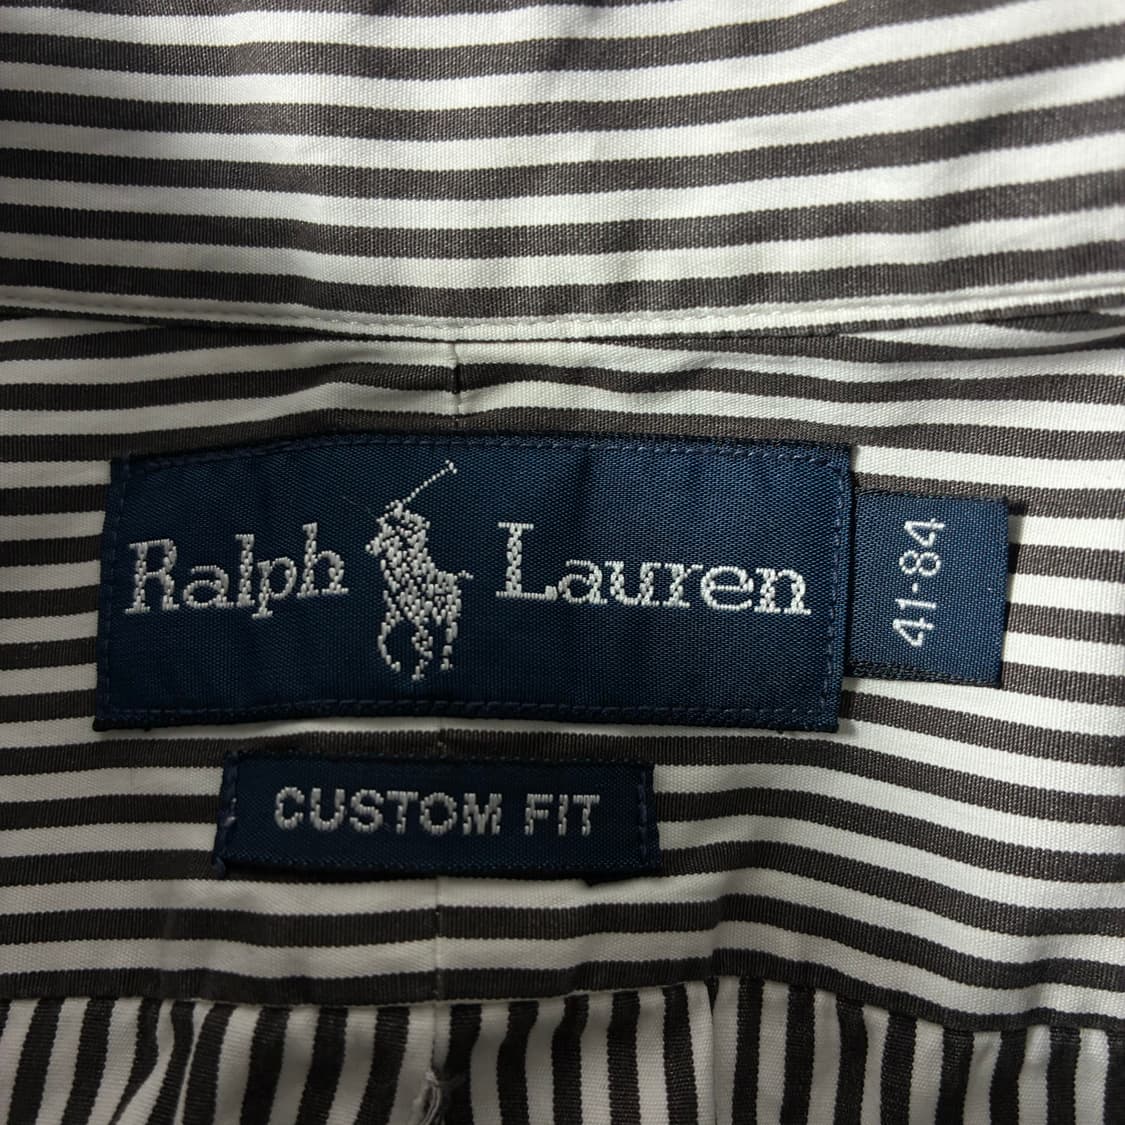 Ralph Lauren
41-84
CUSTOM FIT